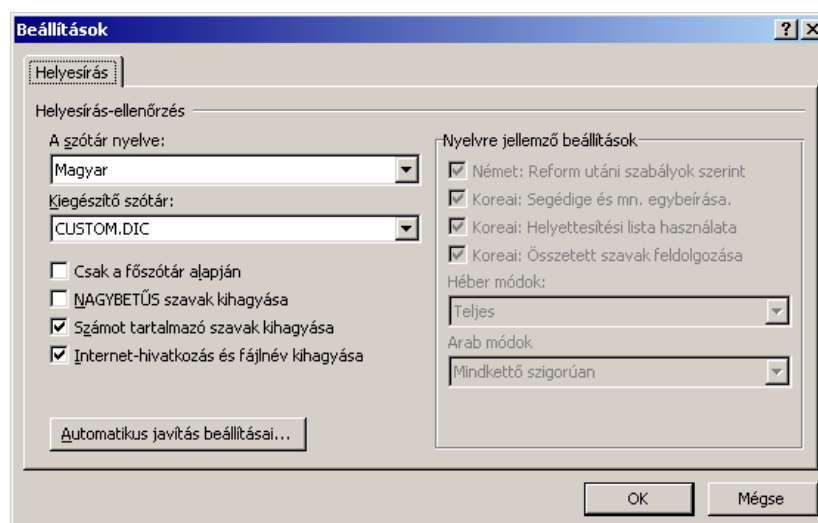 Beállítások
Helyesírás
Helyesírás-ellenőrzés
A szótár nyelve:
Magyar
Kiegészítő szótár:
CUSTOM.DIC
Csak a főszótár alapján
NAGYBETŰS szavak kihagyása
Számot tartalmazó szavak kihagyása
Internet-hivatkozás és fájlnév kihagyása
Automatikus javítás beállításai...
Nyelvre jellemző beállítások
Német: Reform utáni szabályok szerint
Koreai: Segédige és mn. egybeírása.
Koreai: Helyettesítési lista használata
Koreai: Összetett szavak feldolgozása
Héber módok:
Teljes
Arab módok
Mindkettő szigorúan
OK
Mégse